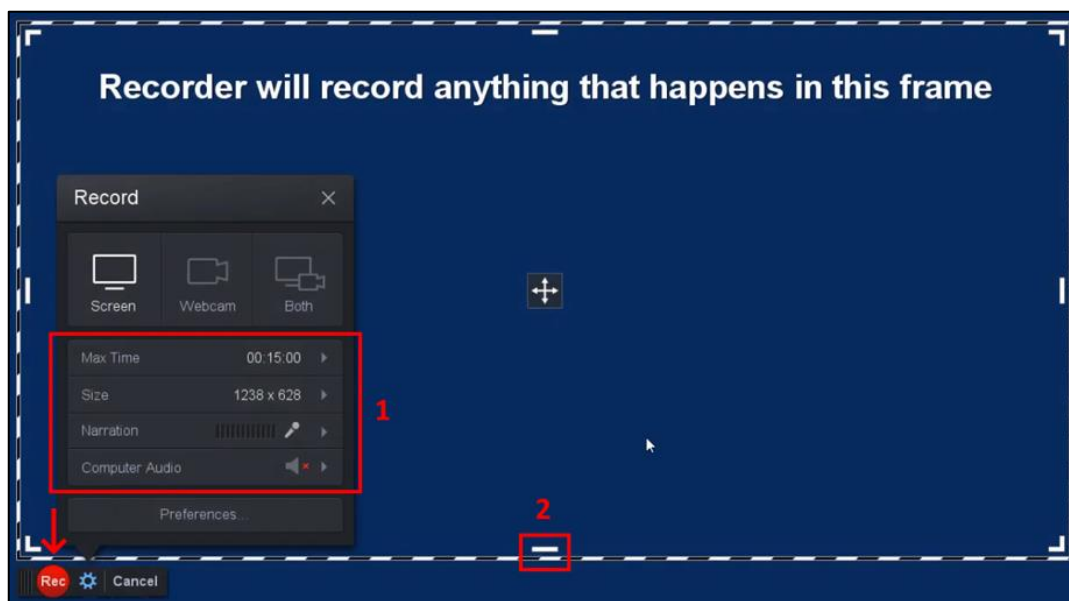 Recorder will record anything that happens in this frame
Record
Screen Webcam Both
Max Time 00:15:00
Size 1238 x 628
1
Narration
Computer Audio
Preferences...
2
Rec Cancel